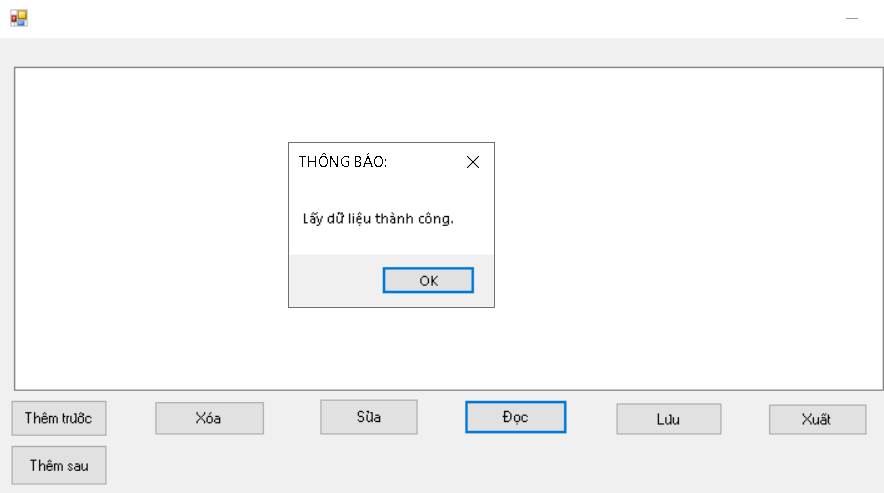 THÔNG BÁO:
Lấy dữ liệu thành công.
OK
Thêm trước
Xóa
Sửa
Đọc
Lưu
Xuất
Thêm sau